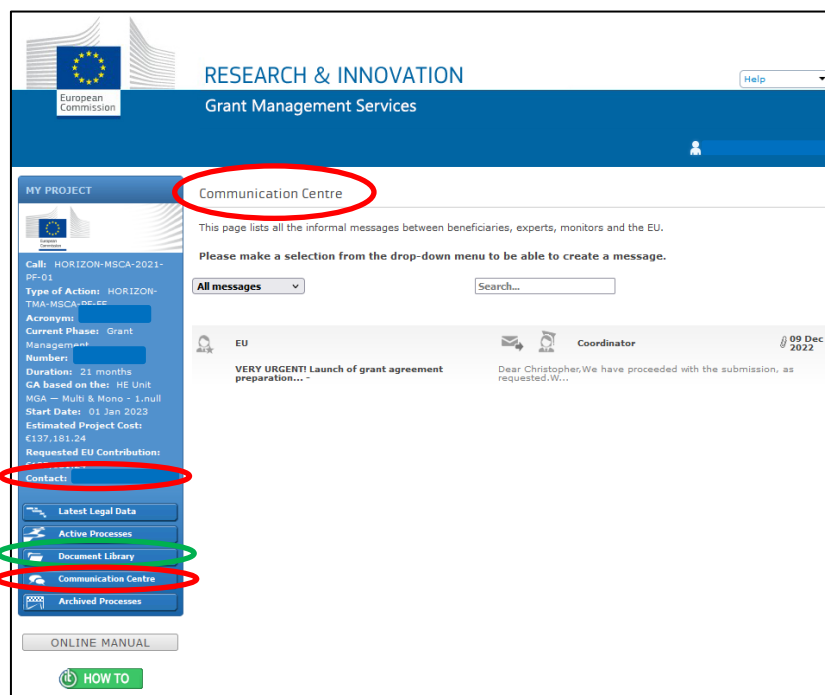 European
Commission
RESEARCH & INNOVATION
Grant Management Services
Help
MY PROJECT
European
Commission
Call: HORIZON-MSCA-2021-
PF-01
Type of Action: HORIZON-
TMA-MSCA-PF-EF
Acronym:
Current Phase: Grant
Management
Number:
Duration: 21 months
GA based on the: HE Unit
MGA — Multi & Mono - 1.null
Start Date: 01 Jan 2023
Estimated Project Cost:
€137,181.24
Requested EU Contribution:
Contact:
Latest Legal Data
Active Processes
Document Library
Communication Centre
Archived Processes
ONLINE MANUAL
it HOW TO
Communication Centre
This page lists all the informal messages between beneficiaries, experts, monitors and the EU.
Please make a selection from the drop-down menu to be able to create a message.
All messages
Search...
EU
Coordinator
09 Dec
2022
VERY URGENT! Launch of grant agreement
preparation... -
Dear Christopher,We have proceeded with the submission, as
requested.W...